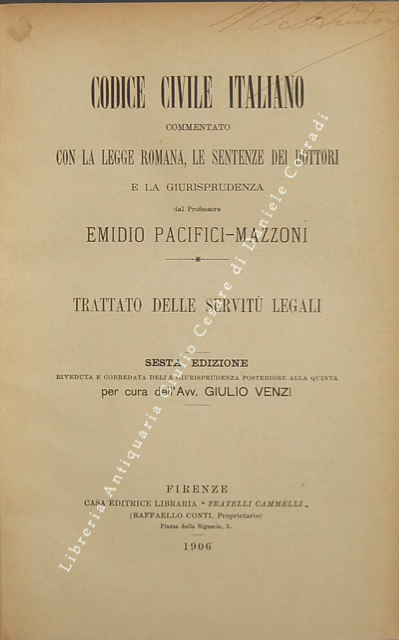 CODICE CIVILE ITALIANO
COMMENTATO
CON LA LEGGE ROMANA, LE SENTENZE DEI DOTTORI
E LA GIURISPRUDENZA
dal Professore
EMIDIO PACIFICI-MAZZONI
TRATTATO DELLE SERVITÙ LEGALI
SESTA EDIZIONE
RIVEDUTA E CORREDATA DELLA GIURISPRUDENZA POSTERIORE ALLA QUINTA
per cura dell'Avv. GIULIO VENZI
FIRENZE
CASA EDITRICE LIBRARIA “ FRATELLI CAMMELLI „
(RAFFAELLO CONTI, Proprietario)
Piazza della Signoria, 5.
1906
Libreria Antiquaria Giulio Cesare di Daniele Corradi